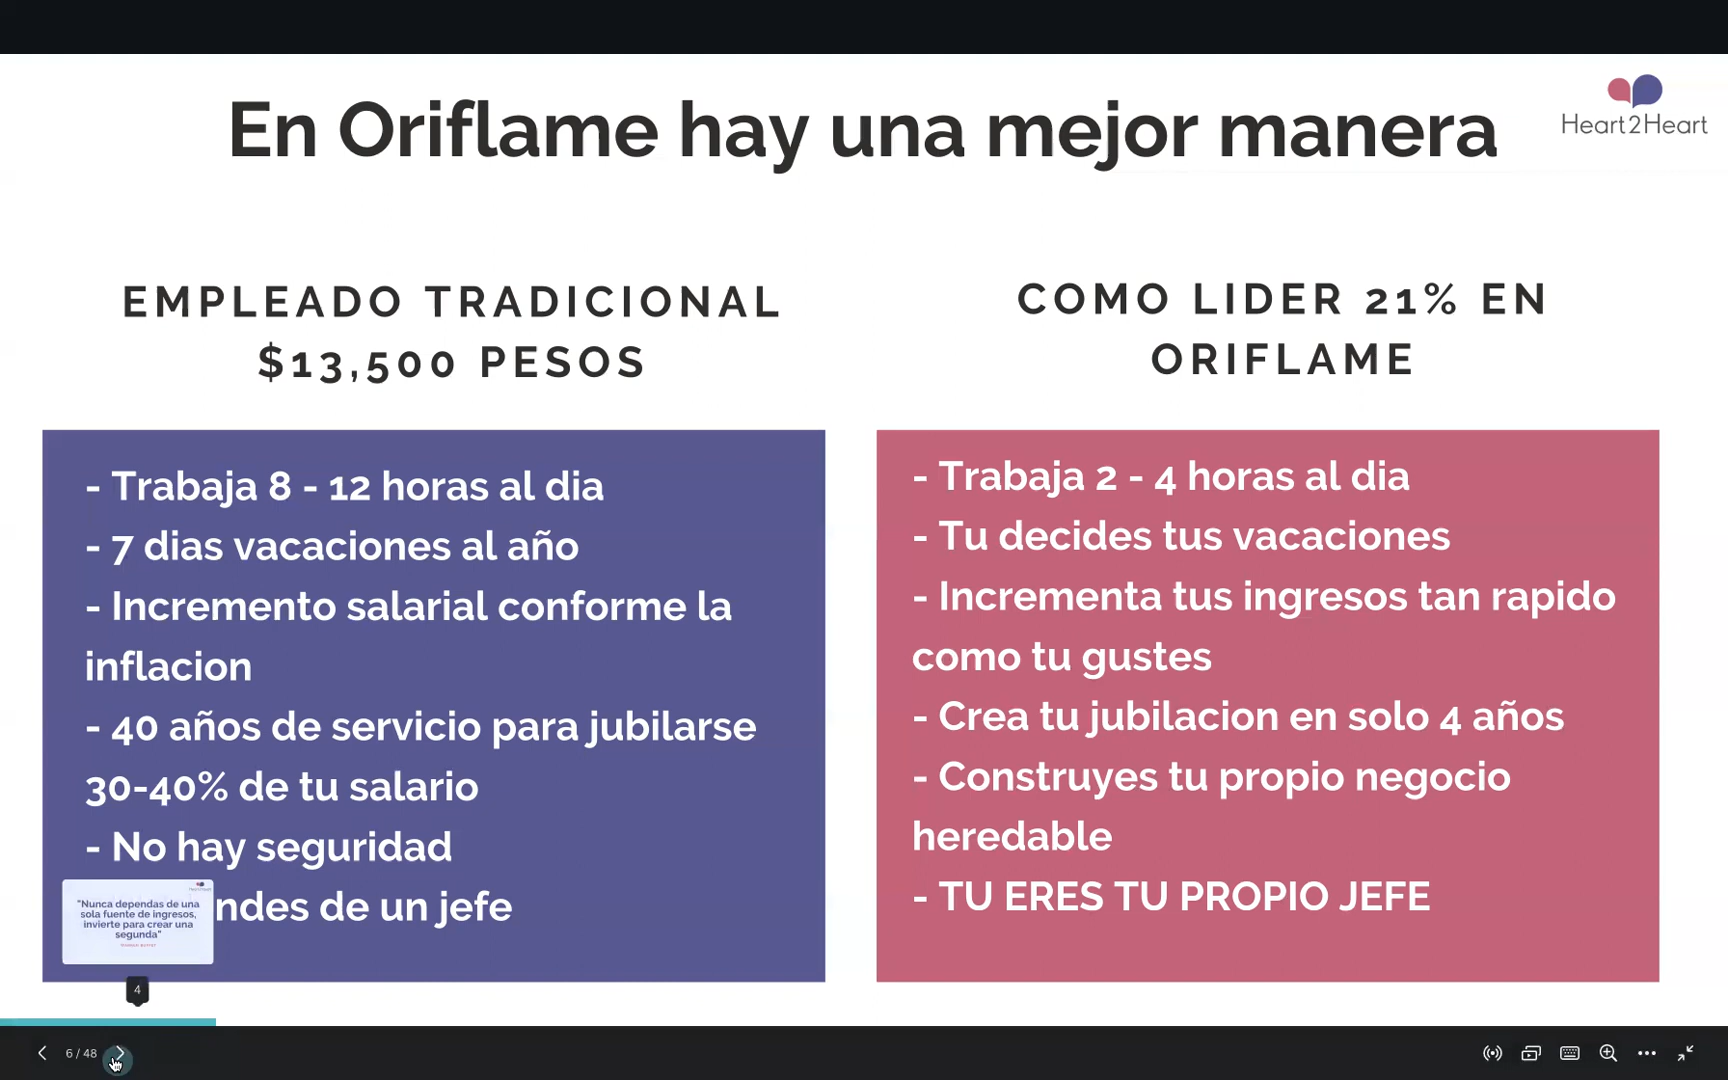 En Oriflame hay una mejor manera
Heart2Heart
EMPLEADO TRADICIONAL
$13,500 PESOS
- Trabaja 8 - 12 horas al dia
- 7 dias vacaciones al año
- Incremento salarial conforme la
inflacion
- 40 años de servicio para jubilarse
30-40% de tu salario
- No hay seguridad
ndes de un jefe
COMO LIDER 21% EN
ORIFLAME
- Trabaja 2 - 4 horas al dia
- Tu decides tus vacaciones
- Incrementa tus ingresos tan rapido
como tu gustes
- Crea tu jubilacion en solo 4 años
- Construyes tu propio negocio
heredable
- TU ERES TU PROPIO JEFE
"Nunca dependas de una
sola fuente de ingresos,
invierte para crear una
segunda"
4
6 / 48